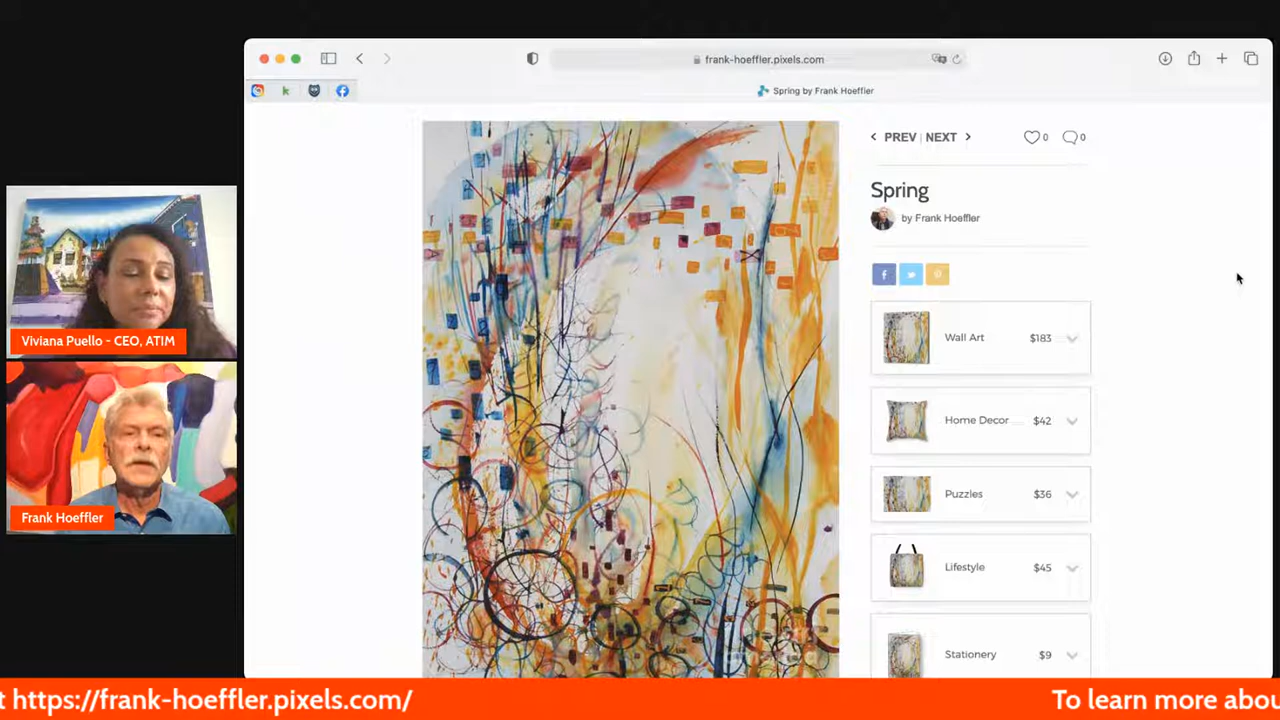 frank-hoeffler.pixels.com
Spring by Frank Hoeffler
PREV | NEXT
0
0
Spring
by Frank Hoeffler
Wall Art $183
Home Decor $42
Puzzles $36
Lifestyle $45
Stationery $9
Viviana Puello - CEO, ATIM
Frank Hoeffler
t https://frank-hoeffler.pixels.com/
To learn more abou